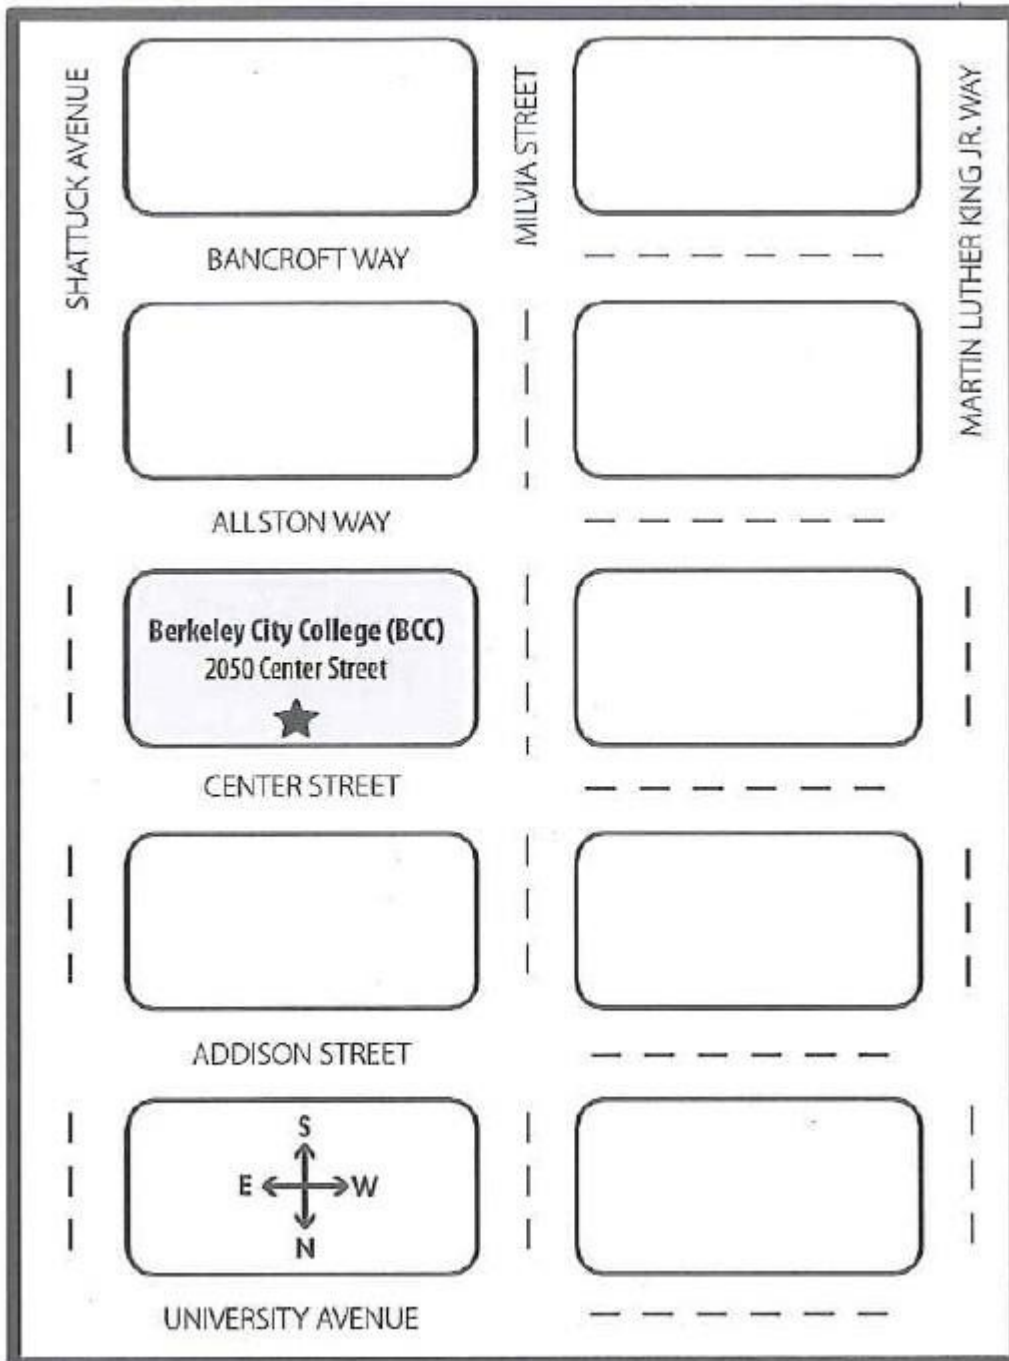 SHATTUCK AVENUE
MILVIA STREET
MARTIN LUTHER KING JR. WAY
BANCROFT WAY
ALLSTON WAY
Berkeley City College (BCC)
2050 Center Street
CENTER STREET
ADDISON STREET
S
E W
N
UNIVERSITY AVENUE